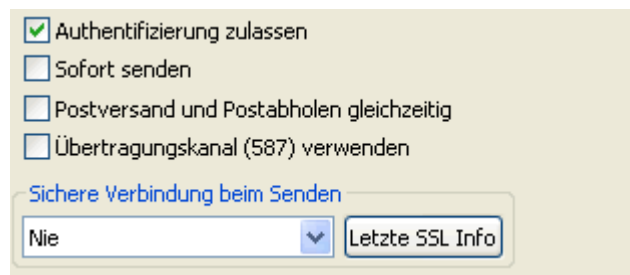 Authentifizierung zulassen
Sofort senden
Postversand und Postabholen gleichzeitig
Übertragungskanal (587) verwenden
Sichere Verbindung beim Senden
Nie Letzte SSL Info